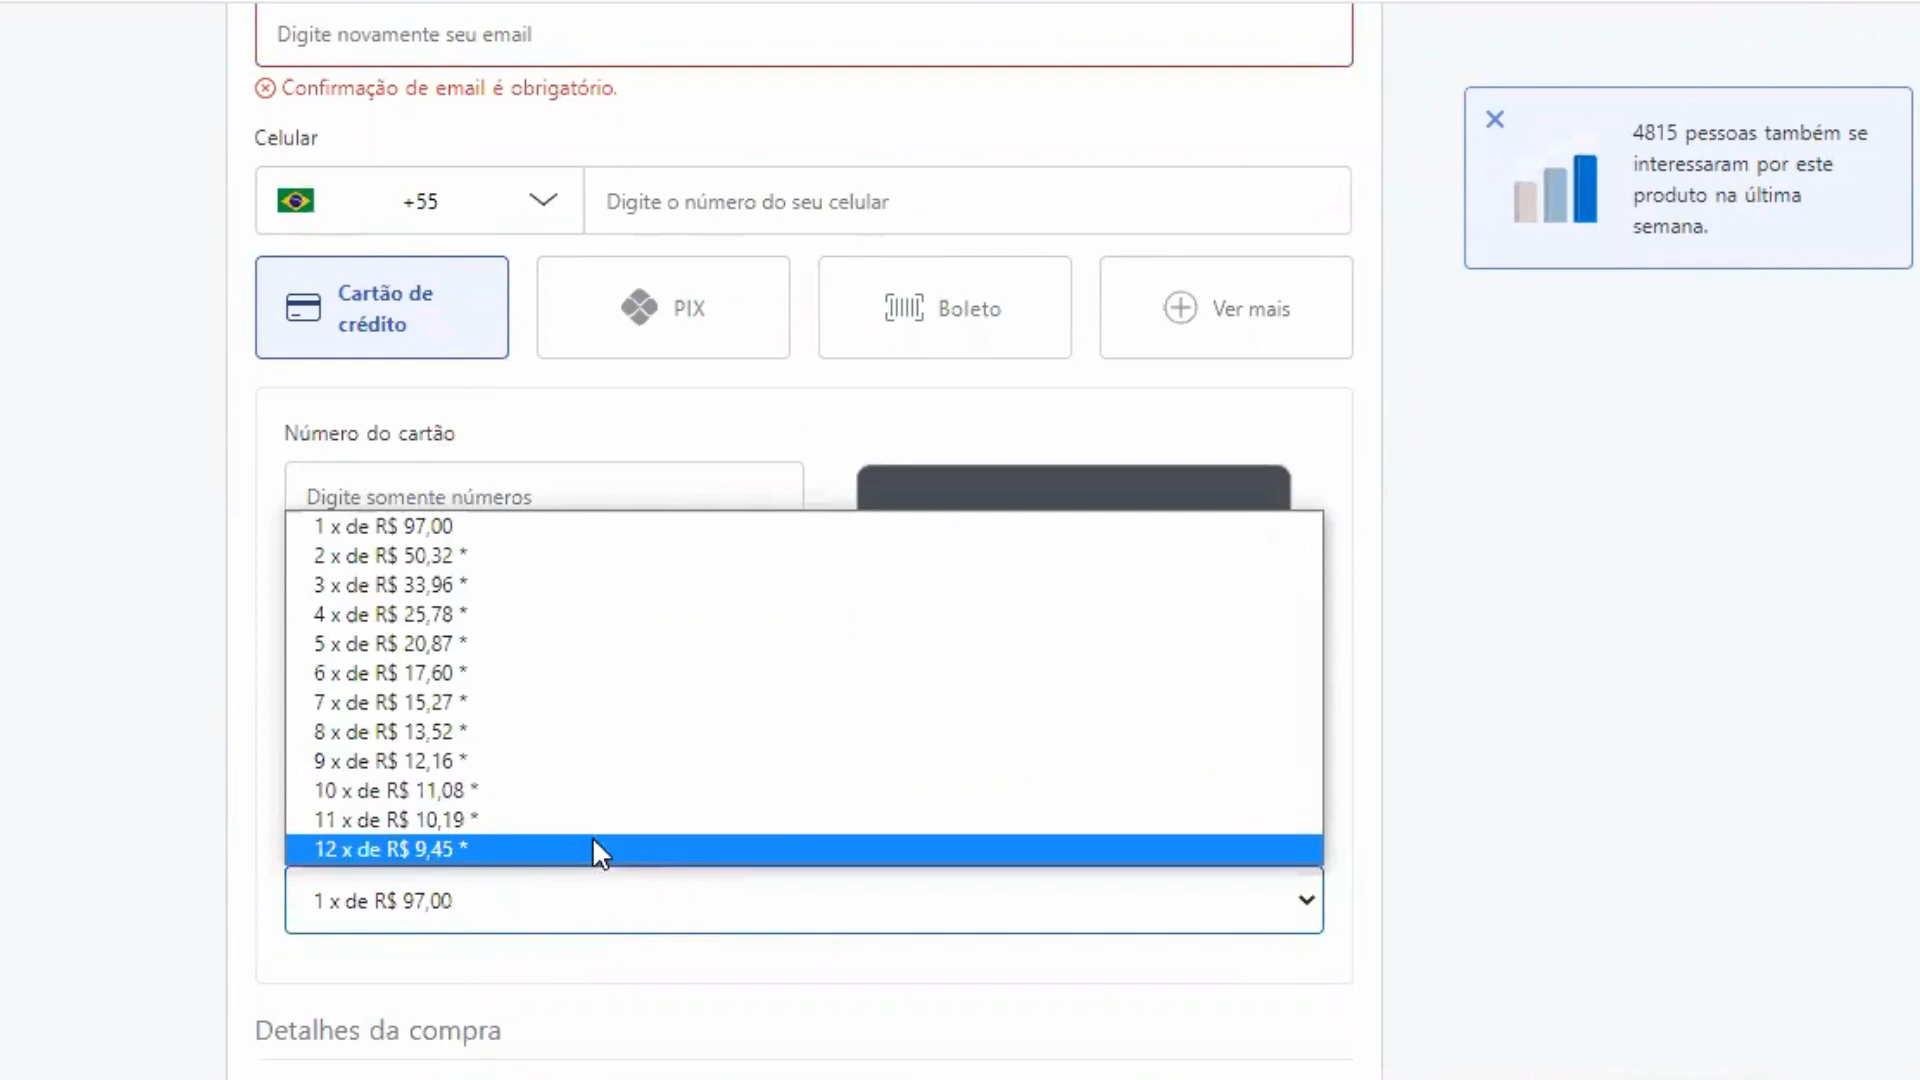 Digite novamente seu email
Confirmação de email é obrigatório.
Celular
+55
Digite o número do seu celular
Cartão de
crédito
PIX
Boleto
Ver mais
Número do cartão
Digite somente números
1 x de R$ 97,00
2 x de R$ 50,32 *
3 x de R$ 33,96 *
4 x de R$ 25,78 *
5 x de R$ 20,87 *
6 x de R$ 17,60 *
7 x de R$ 15,27 *
8 x de R$ 13,52 *
9 x de R$ 12,16 *
10 x de R$ 11,08 *
11 x de R$ 10,19 *
12 x de R$ 9,45 *
1 x de R$ 97,00
Detalhes da compra
4815 pessoas também se
interessaram por este
produto na última
semana.